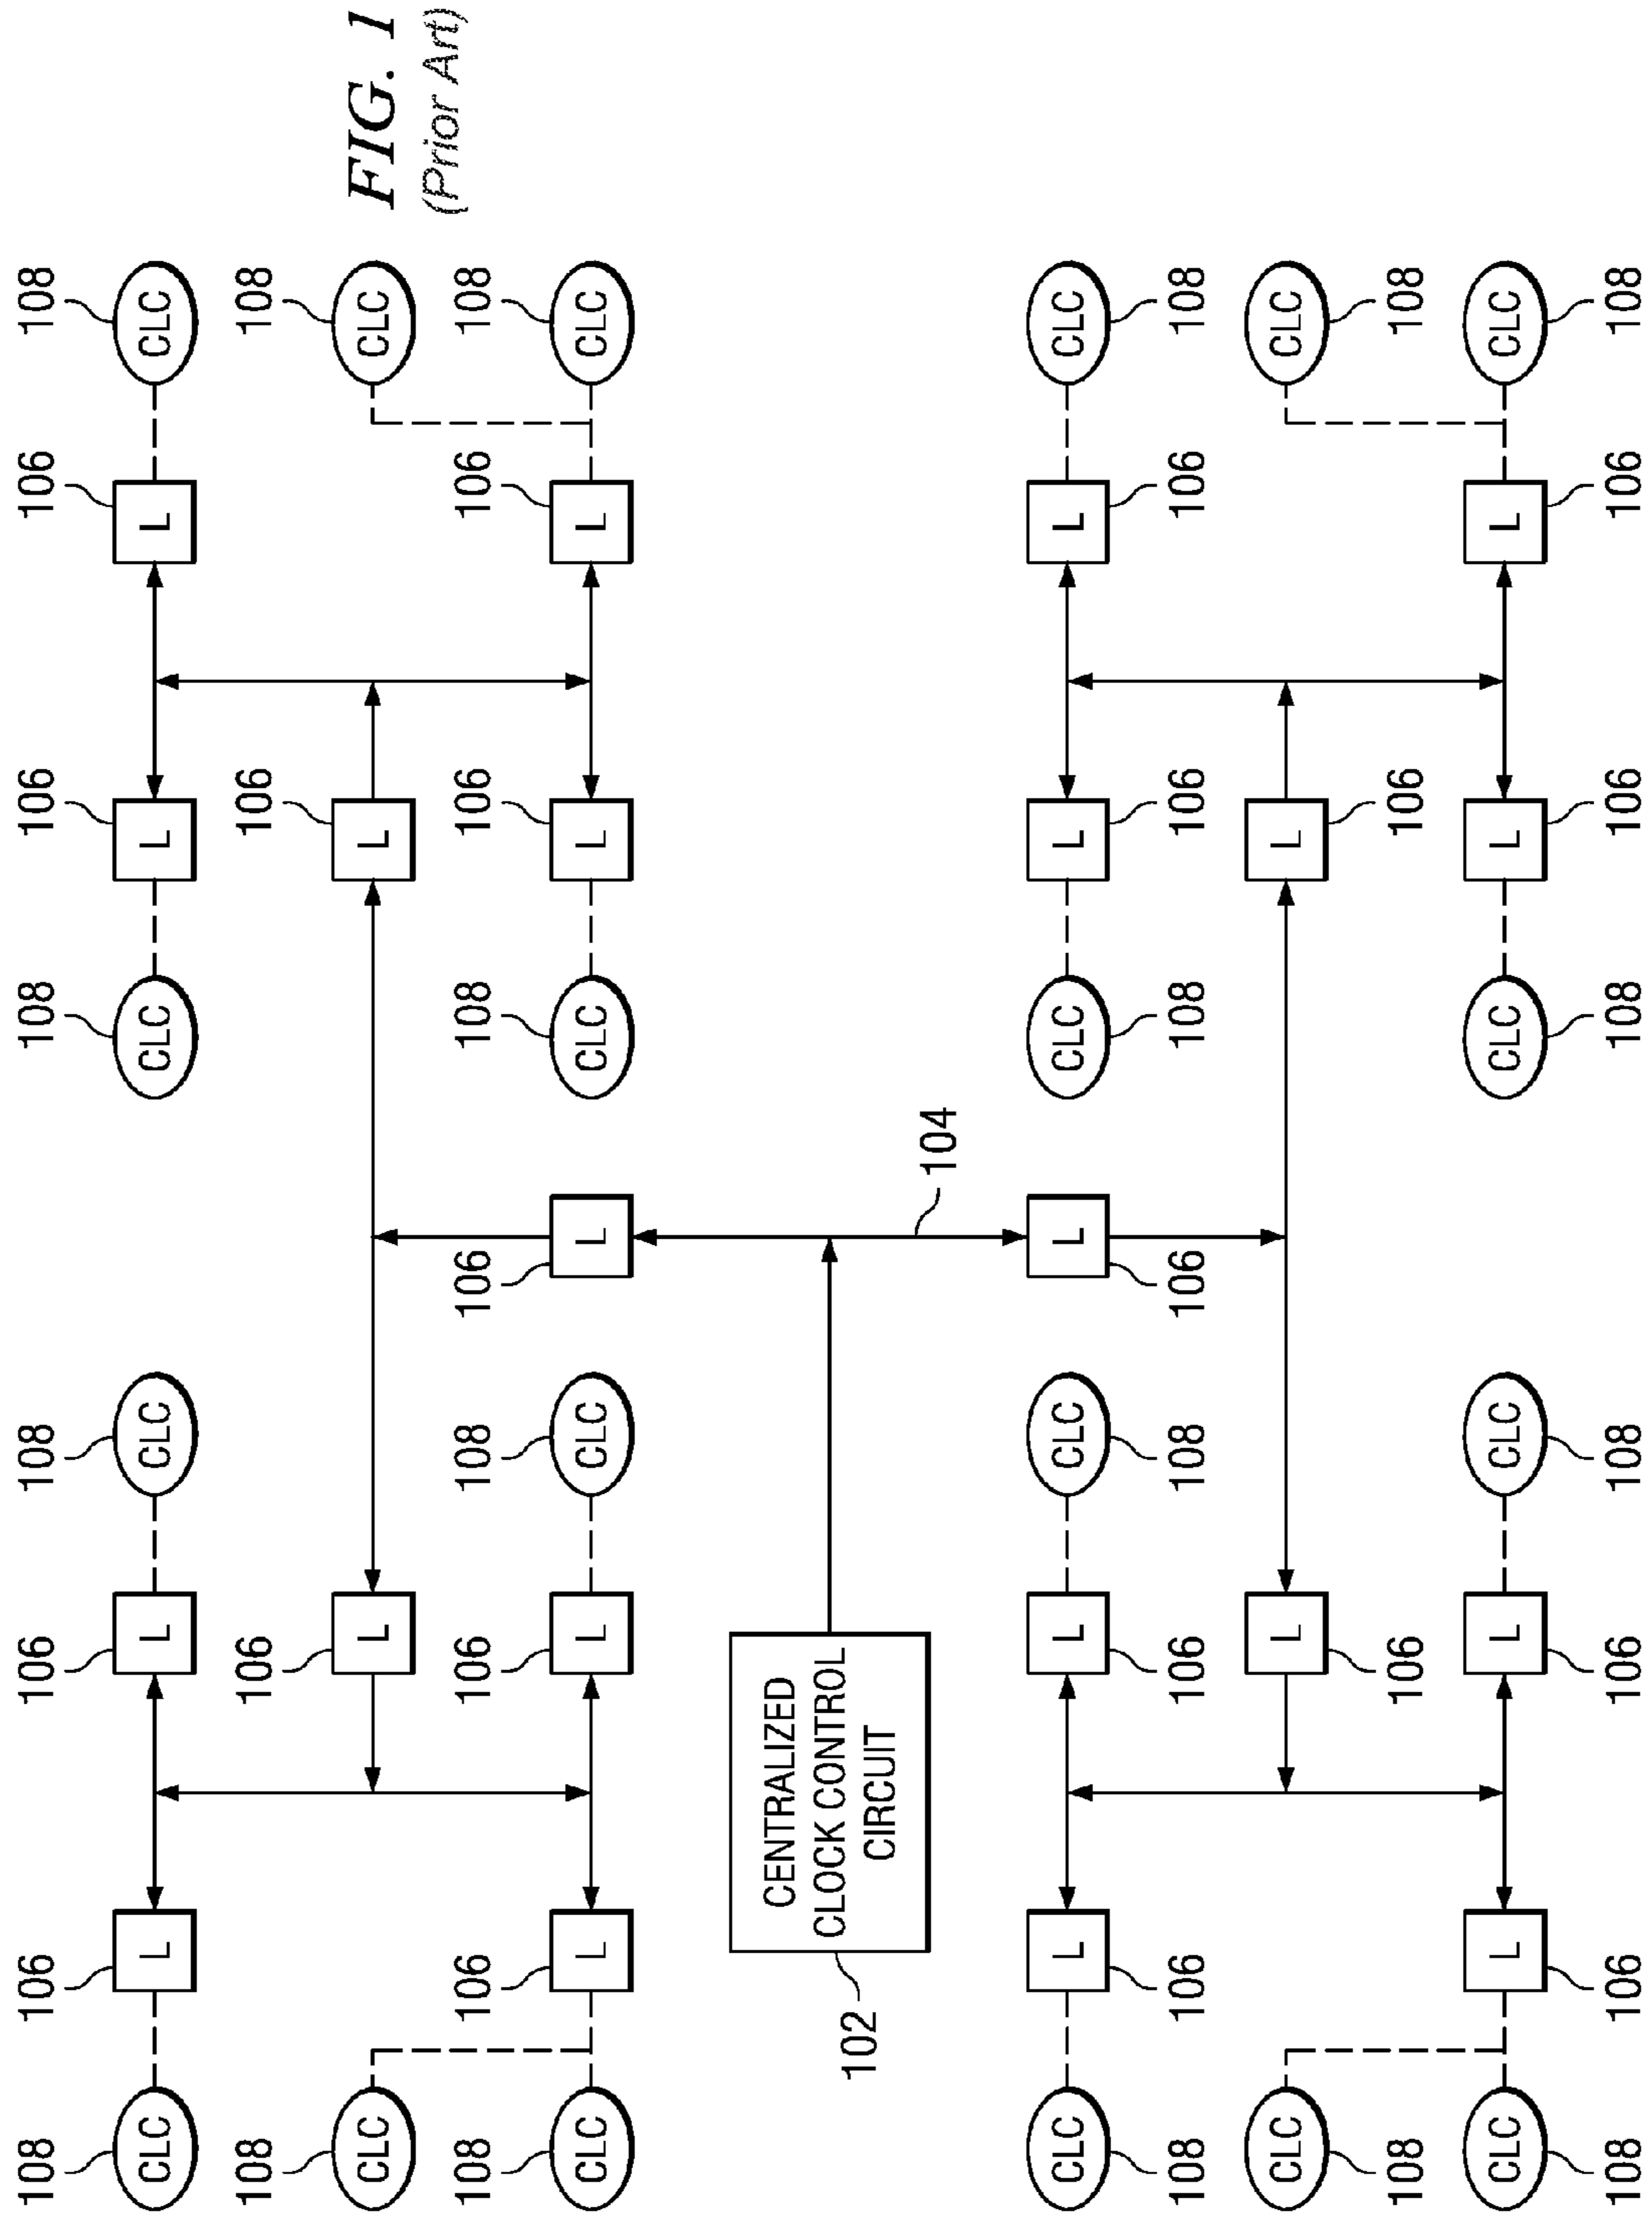 108 106 106 108 108 106 106 108
CLC L L CLC CLC L L CLC
108 106 106 108
CLC L L CLC
FIG. 1
(Prior Art)
108 106 106 108 106 108 106 106 108
CLC L L CLC L CLC L L CLC
CENTRALIZED
CLOCK CONTROL
CIRCUIT
102
104
CLC L L CLC L CLC L L CLC
108 106 106 108 106 108 106 106 108
CLC L L CLC
108 106 106 108
CLC L L CLC CLC L L CLC
108 106 106 108 108 106 106 108